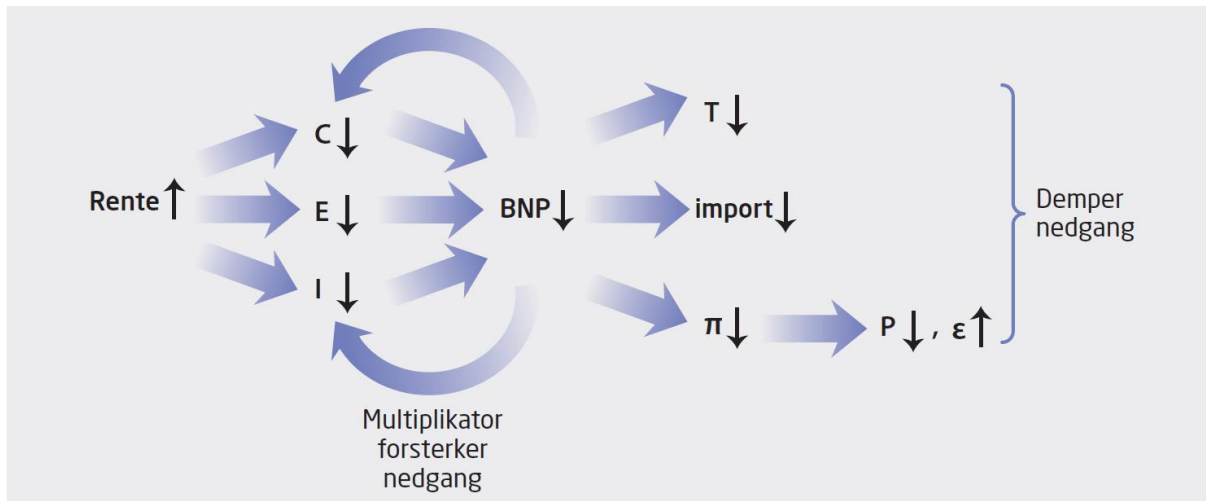 C ↓
T ↓
Rente ↑
E ↓
BNP ↓
import ↓
Demper
nedgang
I ↓
π ↓
P ↓ , ε ↑
Multiplikator
forsterker
nedgang